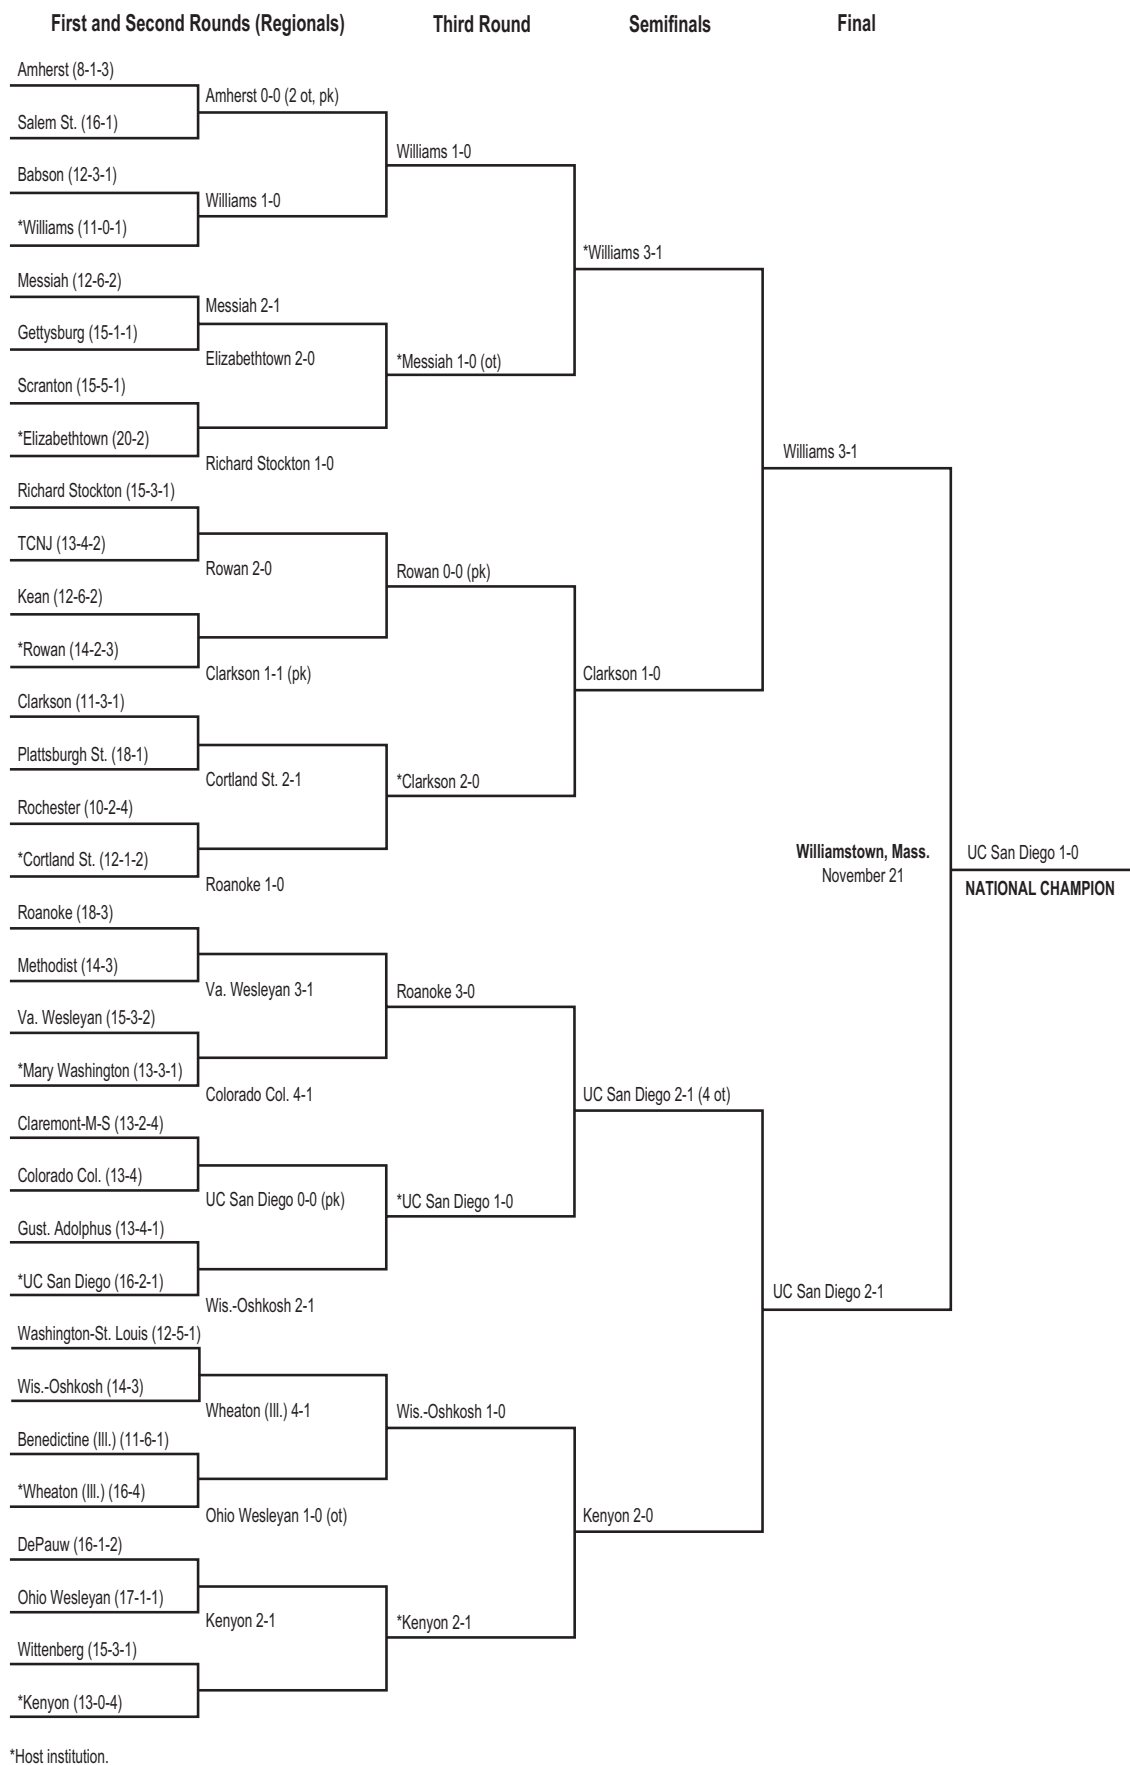 First and Second Rounds (Regionals)
Third Round
Semifinals
Final
Amherst (8-1-3)
Salem St. (16-1)
Babson (12-3-1)
*Williams (11-0-1)
Messiah (12-6-2)
Gettysburg (15-1-1)
Scranton (15-5-1)
*Elizabethtown (20-2)
Richard Stockton (15-3-1)
TCNJ (13-4-2)
Kean (12-6-2)
*Rowan (14-2-3)
Clarkson (11-3-1)
Plattsburgh St. (18-1)
Rochester (10-2-4)
*Cortland St. (12-1-2)
Roanoke (18-3)
Methodist (14-3)
Va. Wesleyan (15-3-2)
*Mary Washington (13-3-1)
Claremont-M-S (13-2-4)
Colorado Col. (13-4)
Gust. Adolphus (13-4-1)
*UC San Diego (16-2-1)
Washington-St. Louis (12-5-1)
Wis.-Oshkosh (14-3)
Benedictine (Ill.) (11-6-1)
*Wheaton (Ill.) (16-4)
DePauw (16-1-2)
Ohio Wesleyan (17-1-1)
Wittenberg (15-3-1)
*Kenyon (13-0-4)
Amherst 0-0 (2 ot, pk)
Williams 1-0
Messiah 2-1
Elizabethtown 2-0
Richard Stockton 1-0
Rowan 2-0
Clarkson 1-1 (pk)
Cortland St. 2-1
Roanoke 1-0
Va. Wesleyan 3-1
Colorado Col. 4-1
UC San Diego 0-0 (pk)
Wis.-Oshkosh 2-1
Wheaton (Ill.) 4-1
Ohio Wesleyan 1-0 (ot)
Kenyon 2-1
Williams 1-0
*Messiah 1-0 (ot)
Rowan 0-0 (pk)
*Clarkson 2-0
Roanoke 3-0
*UC San Diego 1-0
Wis.-Oshkosh 1-0
*Kenyon 2-1
*Williams 3-1
Clarkson 1-0
UC San Diego 2-1 (4 ot)
Kenyon 2-0
Williams 3-1
UC San Diego 2-1
Williamstown, Mass.
November 21
UC San Diego 1-0
NATIONAL CHAMPION
*Host institution.